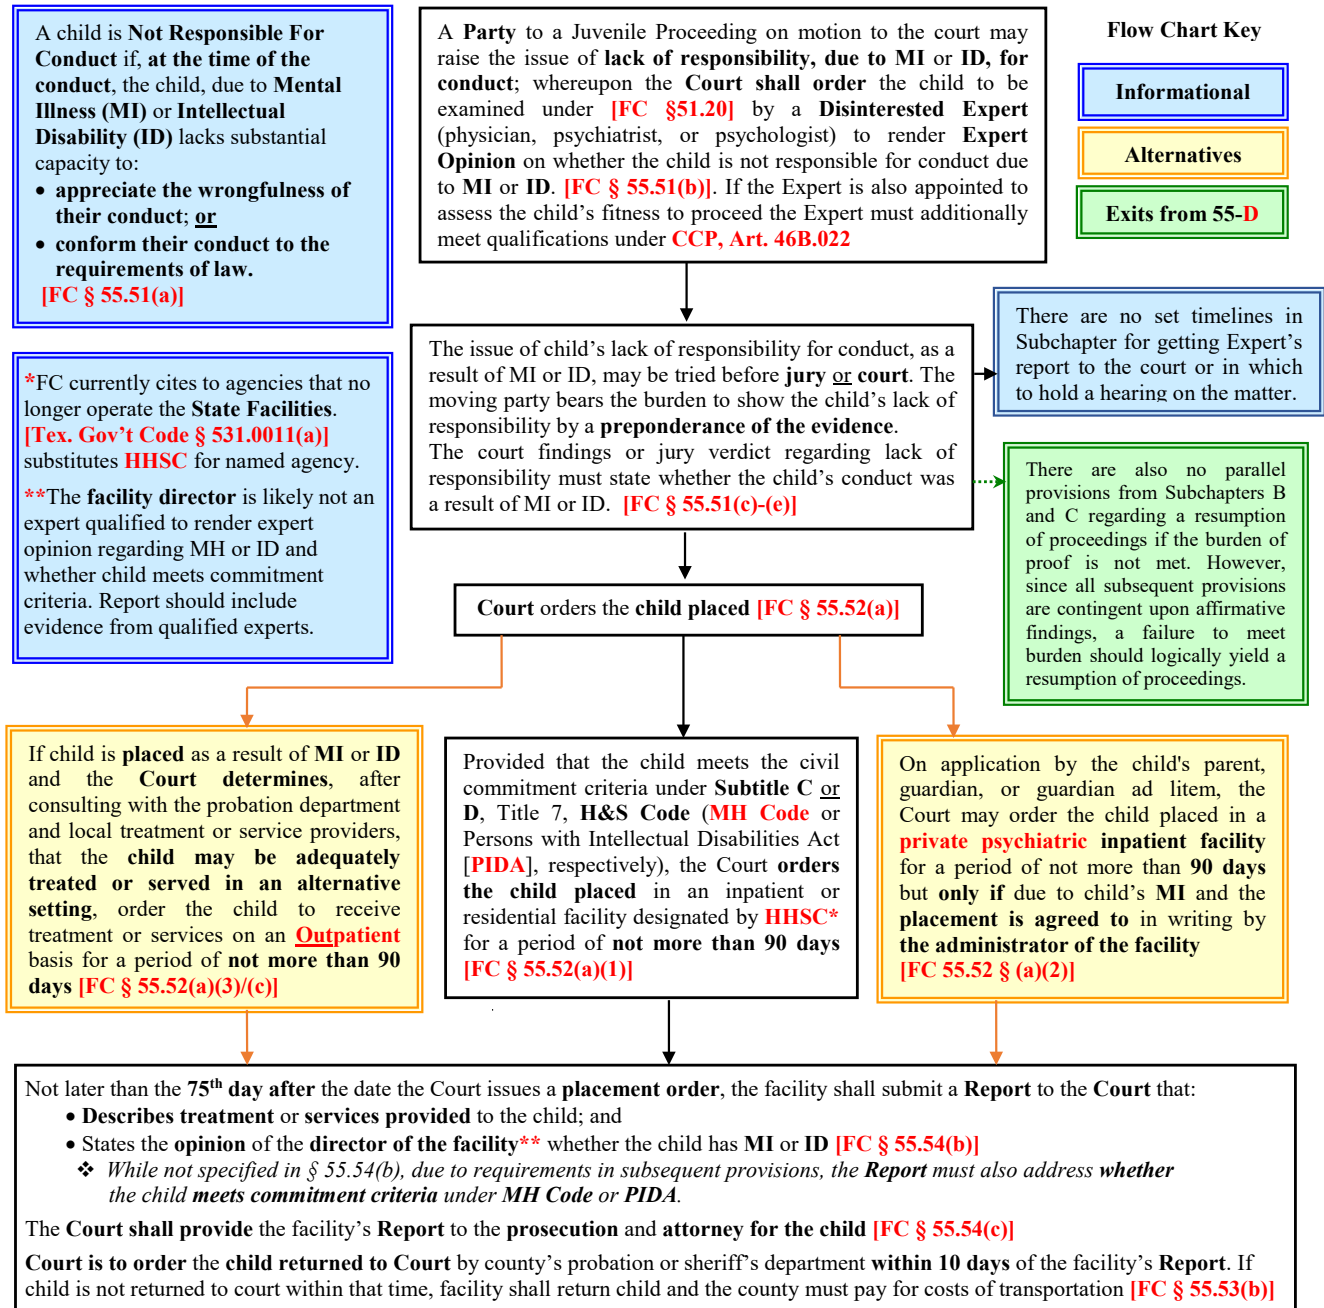 A child is Not Responsible For
Conduct if, at the time of the
conduct, the child, due to Mental
Illness (MI) or Intellectual
Disability (ID) lacks substantial
capacity to:
• appreciate the wrongfulness of
their conduct; or
• conform their conduct to the
requirements of law.
[FC § 55.51(a)]
A Party to a Juvenile Proceeding on motion to the court may
raise the issue of lack of responsibility, due to MI or ID, for
conduct; whereupon the Court shall order the child to be
examined under [FC §51.20] by a Disinterested Expert
(physician, psychiatrist, or psychologist) to render Expert
Opinion on whether the child is not responsible for conduct due
to MI or ID. [FC § 55.51(b)]. If the Expert is also appointed to
assess the child's fitness to proceed the Expert must additionally
meet qualifications under CCP, Art. 46B.022
Flow Chart Key
Informational
Alternatives
Exits from 55-D
*FC currently cites to agencies that no
longer operate the State Facilities.
[Tex. Gov't Code § 531.0011(a)]
substitutes HHSC for named agency.
**The facility director is likely not an
expert qualified to render expert
opinion regarding MH or ID and
whether child meets commitment
criteria. Report should include
evidence from qualified experts.
The issue of child's lack of responsibility for conduct, as a
result of MI or ID, may be tried before jury or court. The
moving party bears the burden to show the child's lack of
responsibility by a preponderance of the evidence.
The court findings or jury verdict regarding lack of
responsibility must state whether the child's conduct was
a result of MI or ID. [FC § 55.51(c)-(e)]
There are no set timelines in
Subchapter for getting Expert's
report to the court or in which
to hold a hearing on the matter.
There are also no parallel
provisions from Subchapters B
and C regarding a resumption
of proceedings if the burden of
proof is not met. However,
since all subsequent provisions
are contingent upon affirmative
findings, a failure to meet
burden should logically yield a
resumption of proceedings.
Court orders the child placed [FC § 55.52(a)]
If child is placed as a result of MI or ID
and the Court determines, after
consulting with the probation department
and local treatment or service providers,
that the child may be adequately
treated or served in an alternative
setting, order the child to receive
treatment or services on an Outpatient
basis for a period of not more than 90
days [FC § 55.52(a)(3)/(c)]
Provided that the child meets the civil
commitment criteria under Subtitle C or
D, Title 7, H&S Code (MH Code or
Persons with Intellectual Disabilities Act
[PIDA], respectively), the Court orders
the child placed in an inpatient or
residential facility designated by HHSC*
for a period of not more than 90 days
[FC § 55.52(a)(1)]
On application by the child's parent,
guardian, or guardian ad litem, the
Court may order the child placed in a
private psychiatric inpatient facility
for a period of not more than 90 days
but only if due to child's MI and the
placement is agreed to in writing by
the administrator of the facility
[FC 55.52 § (a)(2)]
Not later than the 75th day after the date the Court issues a placement order, the facility shall submit a Report to the Court that:
• Describes treatment or services provided to the child; and
• States the opinion of the director of the facility** whether the child has MI or ID [FC § 55.54(b)]
❖ While not specified in § 55.54(b), due to requirements in subsequent provisions, the Report must also address whether
the child meets commitment criteria under MH Code or PIDA.
The Court shall provide the facility's Report to the prosecution and attorney for the child [FC § 55.54(c)]
Court is to order the child returned to Court by county's probation or sheriff's department within 10 days of the facility's Report. If
child is not returned to court within that time, facility shall return child and the county must pay for costs of transportation [FC § 55.53(b)]